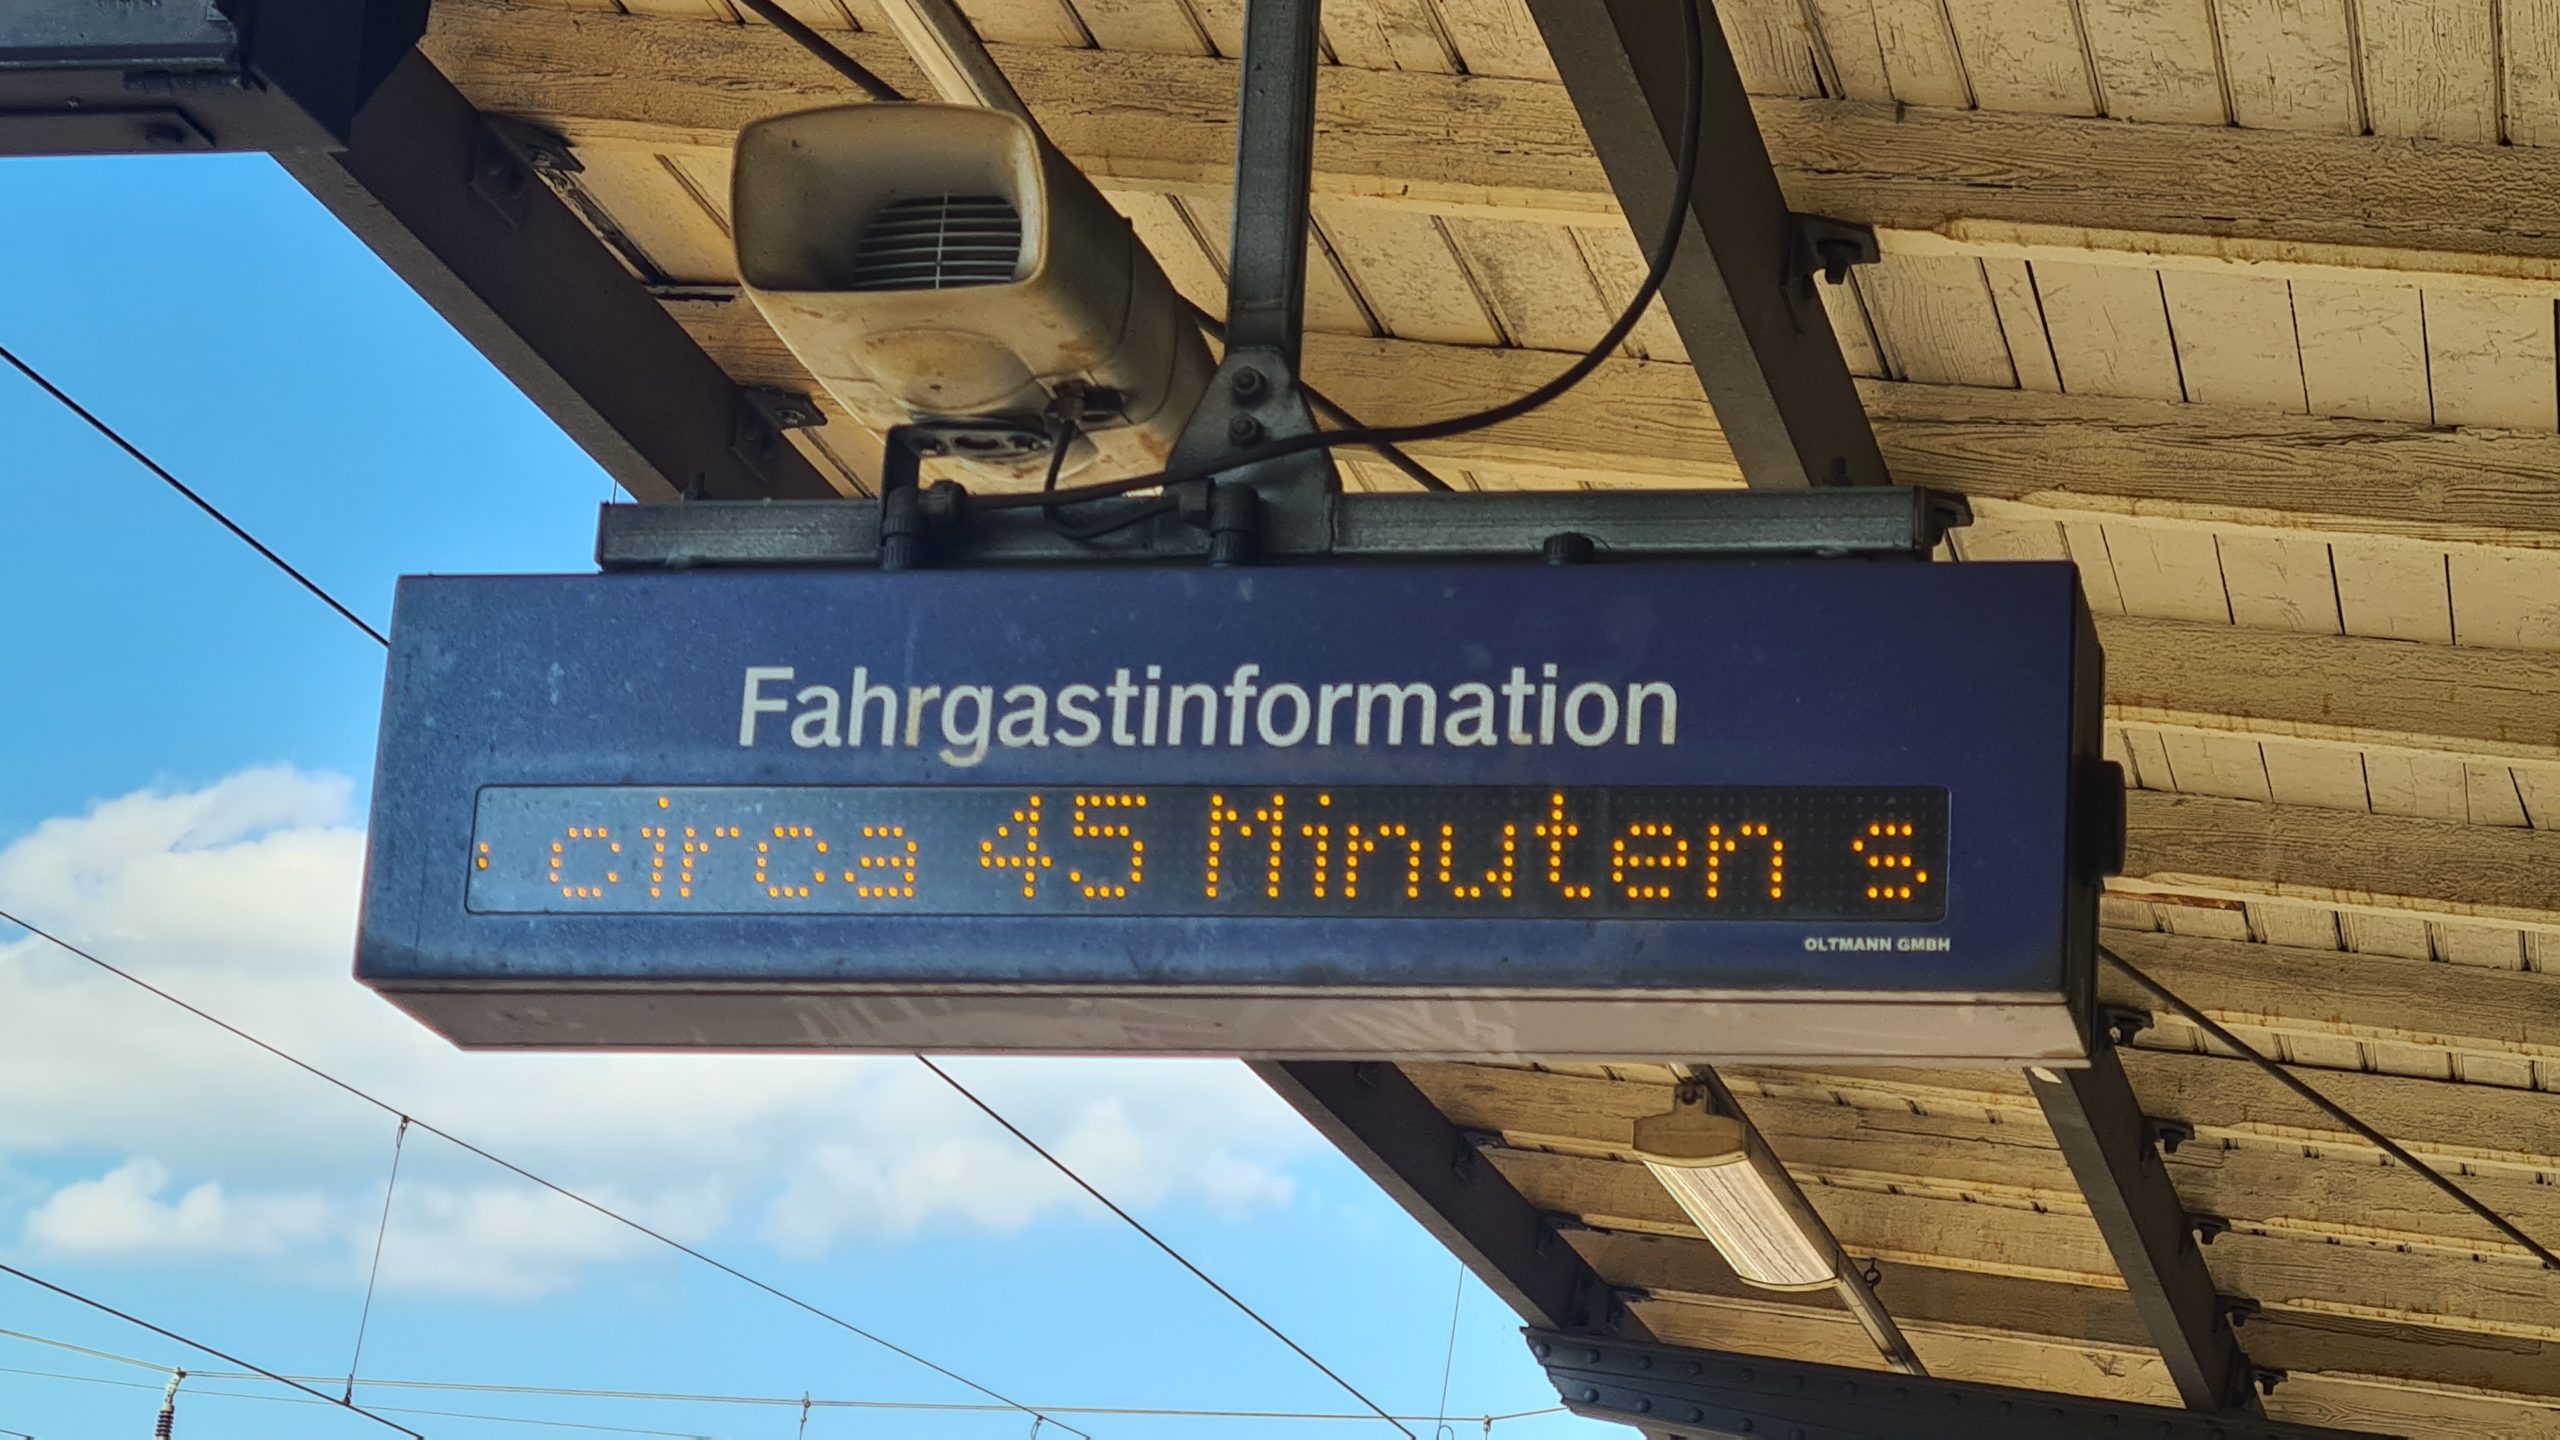 Fahrgastinformation
: circa 45 Minuten s
OLTMANN GMBH